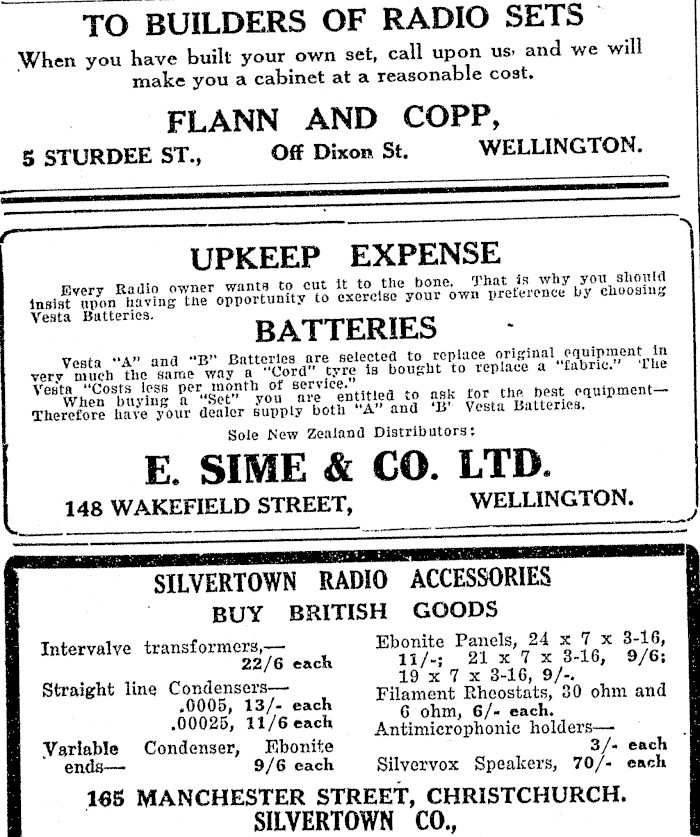 TO BUILDERS OF RADIO SETS
When you have built your own set, call upon us, and we will
make you a cabinet at a reasonable cost.
FLANN AND COPP,
5 STURDEE ST., Off Dixon St. WELLINGTON.
UPKEEP EXPENSE
Every Radio owner wants to cut it to the bone. That is why you should
insist upon having the opportunity to exercise your own preference by choosing
Vesta Batteries.
BATTERIES
Vesta "A" and "B" Batteries are selected to replace original equipment in
very much the same way a "Cord" tyre is bought to replace a "fabric." The
Vesta "Costs less per month of service."
When buying a "Set" you are entitled to ask for the best equipment—
Therefore have your dealer supply both "A" and 'B' Vesta Batteries.
Sole New Zealand Distributors:
E. SIME & CO. LTD.
148 WAKEFIELD STREET, WELLINGTON.
SILVERTOWN RADIO ACCESSORIES
BUY BRITISH GOODS
Intervalve transformers,—
22/6 each
Straight line Condensers—
.0005, 13/- each
.00025, 11/6 each
Variable Condenser, Ebonite
ends— 9/6 each
Ebonite Panels, 24 x 7 x 3-16,
11/-; 21 x 7 x 3-16, 9/6;
19 x 7 x 3-16, 9/-.
Filament Rheostats, 30 ohm and
6 ohm, 6/- each.
Antimicrophonic holders—
3/- each
Silvervox Speakers, 70/- each
165 MANCHESTER STREET, CHRISTCHURCH.
SILVERTOWN CO.,